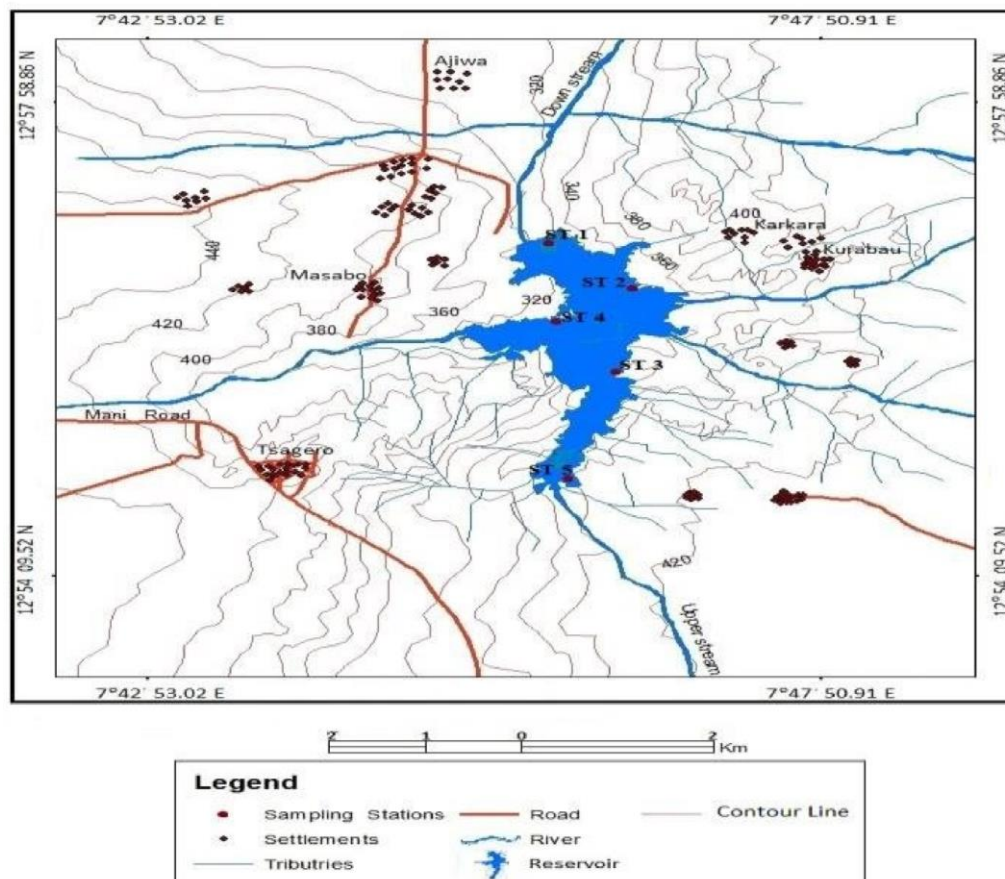 7°42´ 53.02 E
7°47´ 50.91 E
12°57´ 58.86 N
12°57´ 58.86 N
Ajiwa
320
Down stream
440
340
380
400
Karkara
Kurabau
360
ST 1
ST 2
Masabo
320
ST 4
360
380
420
400
ST 3
Mani Road
Tsagero
ST 5
420
Upper stream
12°54´ 09.52 N
12°54´ 09.52 N
7°42´ 53.02 E
7°47´ 50.91 E
2 1 0 2
Km
Legend
Sampling Stations
Road
Contour Line
Settlements
River
Tributries
Reservoir